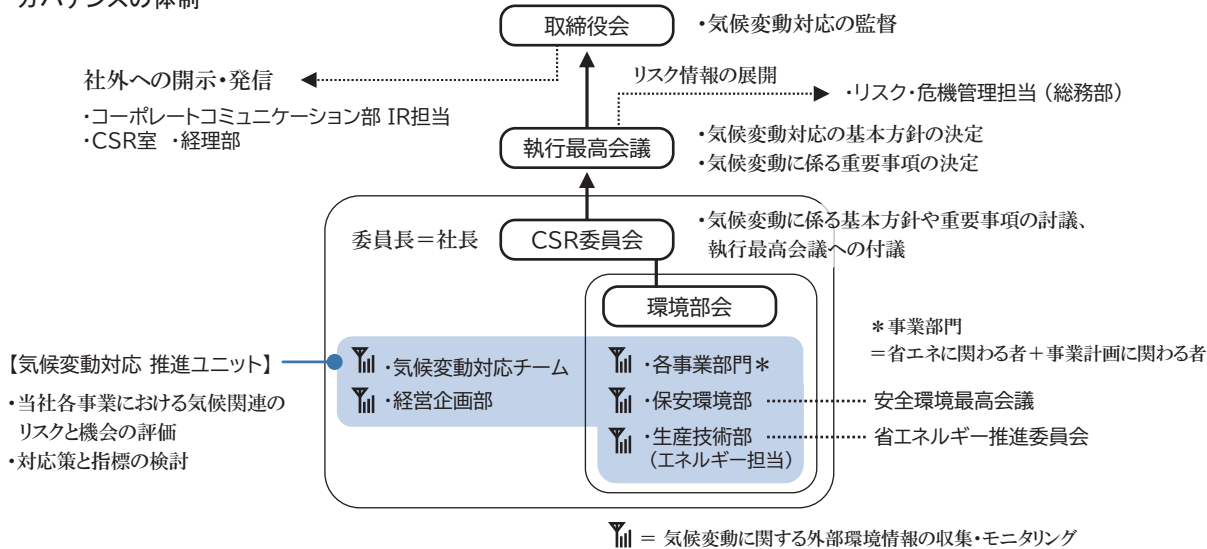 ガバナンスの体制
取締役会
・気候変動対応の監督
社外への開示・発信
・コーポレートコミュニケーション部 IR担当
・CSR室 ・経理部
リスク情報の展開
・リスク・危機管理担当（総務部）
執行最高会議
・気候変動対応の基本方針の決定
・気候変動に係る重要事項の決定
委員長＝社長
CSR委員会
・気候変動に係る基本方針や重要事項の討議、
執行最高会議への付議
環境部会
＊事業部門
＝省エネに関わる者＋事業計画に関わる者
【気候変動対応 推進ユニット】
・当社各事業における気候関連の
リスクと機会の評価
・対応策と指標の検討
・気候変動対応チーム
・経営企画部
・各事業部門＊
・保安環境部
安全環境最高会議
・生産技術部
（エネルギー担当）
省エネルギー推進委員会
＝ 気候変動に関する外部環境情報の収集・モニタリング